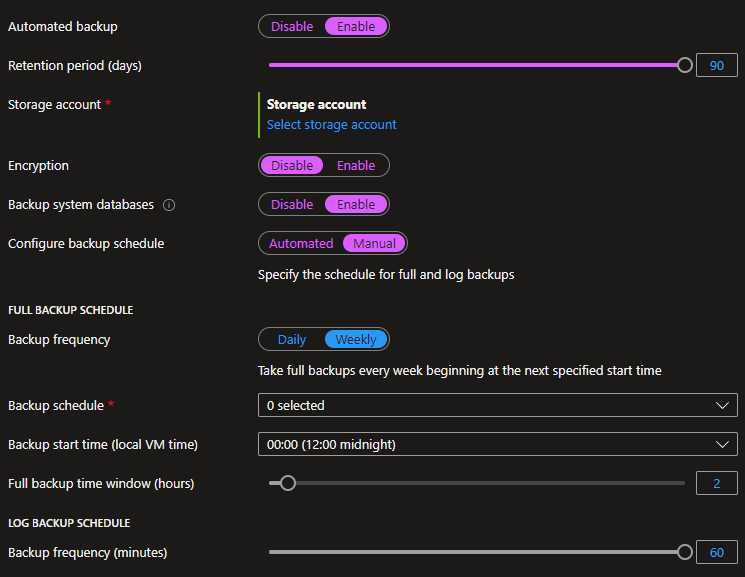 Automated backup Disable Enable
Retention period (days) 90
Storage account * Storage account
Select storage account
Encryption Disable Enable
Backup system databases Disable Enable
Configure backup schedule Automated Manual
Specify the schedule for full and log backups
FULL BACKUP SCHEDULE
Backup frequency Daily Weekly
Take full backups every week beginning at the next specified start time
Backup schedule * 0 selected
Backup start time (local VM time) 00:00 (12:00 midnight)
Full backup time window (hours) 2
LOG BACKUP SCHEDULE
Backup frequency (minutes) 60